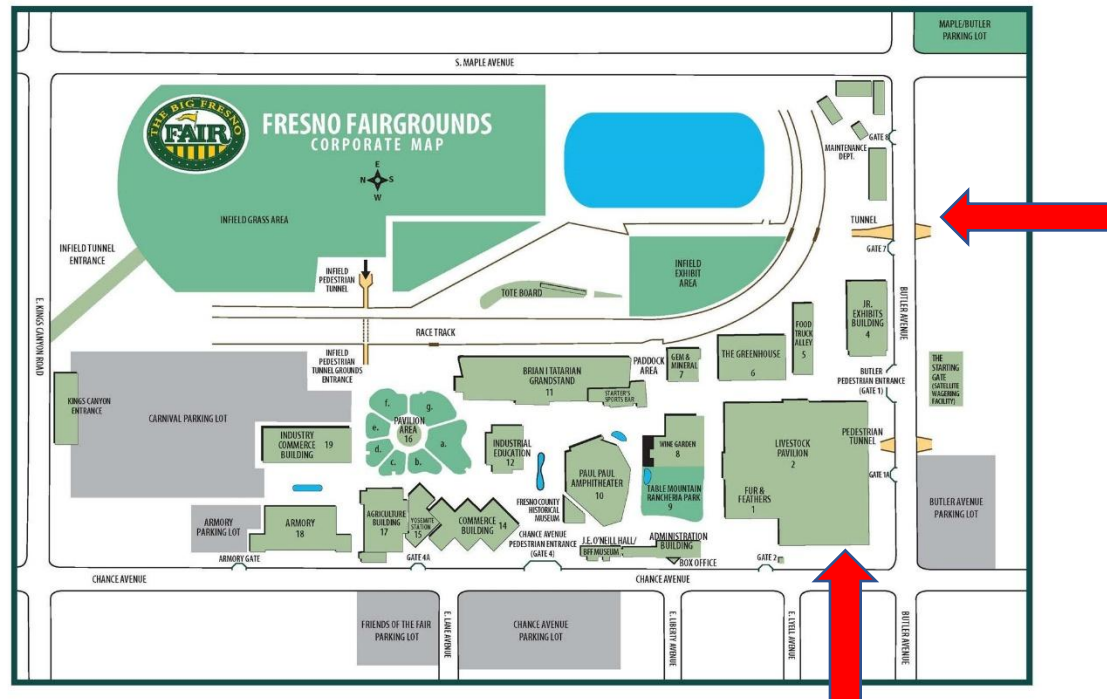 MAPLE/BUTLER
PARKING LOT
S. MAPLE AVENUE
THE BIG FRESNO
FAIR
FRESNO FAIRGROUNDS
CORPORATE MAP
E
N
S
W
GATE 8
MAINTENANCE
DEPT.
INFIELD GRASS AREA
TUNNEL
GATE 7
INFIELD TUNNEL
ENTRANCE
INFIELD
PEDESTRIAN
TUNNEL
INFIELD
EXHIBIT
AREA
TOTE BOARD
E. KINGS CANYON ROAD
BUTLER AVENUE
RACE TRACK
JR.
EXHIBITS
BUILDING
4
FOOD
TRUCK
ALLEY
5
INFIELD
PEDESTRIAN
TUNNEL GROUNDS
ENTRANCE
BRIAN I TATARIAN
GRANDSTAND
11
STARTER'S
SPORTS BAR
PADDOCK
AREA
GEM &
MINERAL
7
THE GREENHOUSE
6
BUTLER
PEDESTRIAN ENTRANCE
(GATE 1)
THE
STARTING
GATE
(SATELLITE
WAGERING
FACILITY)
KINGS CANYON
ENTRANCE
CARNIVAL PARKING LOT
f.
g.
PAVILION
AREA
16
e.
a.
d.
c.
b.
INDUSTRY
COMMERCE
BUILDING
19
INDUSTRIAL
EDUCATION
12
WINE GARDEN
8
LIVESTOCK
PAVILION
2
PEDESTRIAN
TUNNEL
GATE 1A
PAUL PAUL
AMPHITHEATER
10
TABLE MOUNTAIN
RANCHERIA PARK
9
FUR &
FEATHERS
1
BUTLER AVENUE
PARKING LOT
FRESNO COUNTY
HISTORICAL
MUSEUM
ARMORY
PARKING LOT
ARMORY
18
AGRICULTURE
BUILDING
17
YOSEMITE
STATION
15
COMMERCE
BUILDING
14
CHANCE AVENUE
PEDESTRIAN ENTRANCE
(GATE 4)
J.E. O'NEILL HALL/
BFF MUSEUM
ADMINISTRATION
BUILDING
BOX OFFICE
ARMORY GATE
GATE 4A
GATE 2
CHANCE AVENUE
CHANCE AVENUE
FRIENDS OF THE FAIR
PARKING LOT
E. LANE AVENUE
CHANCE AVENUE
PARKING LOT
E. LIBERTY AVENUE
E. LYELL AVENUE
BUTLER AVENUE